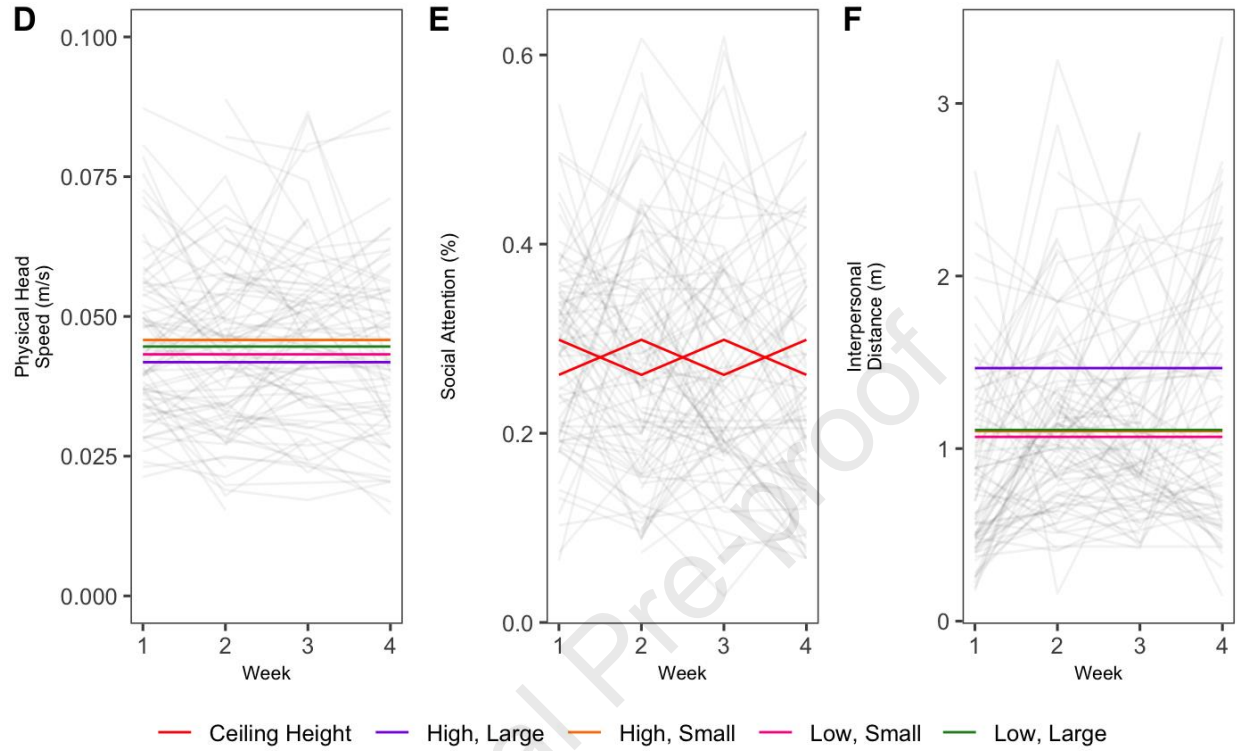 D
E
F
0.100
0.075
0.050
0.025
0.000
Physical Head
Speed (m/s)
1 2 3 4
Week
0.6
0.4
0.2
0.0
Social Attention (%)
1 2 3 4
Week
3
2
1
0
Interpersonal
Distance (m)
1 2 3 4
Week
Ceiling Height High, Large High, Small Low, Small Low, Large
al Pre-proof